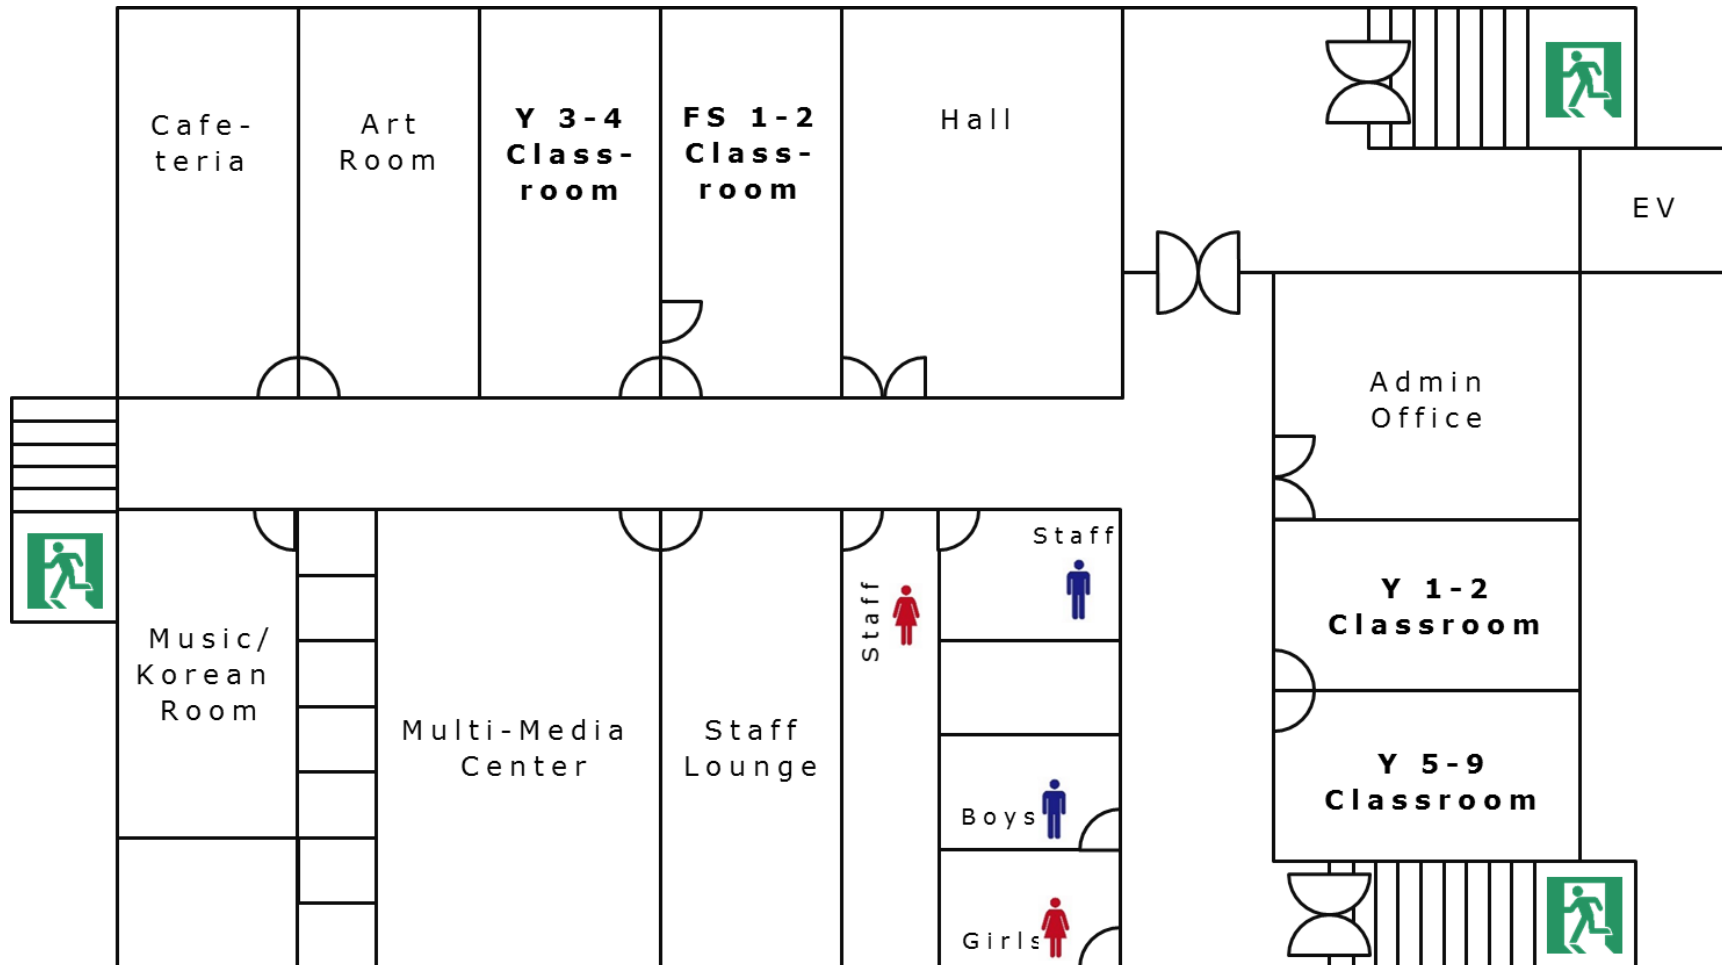 Cafe-
teria
Art
Room
Y 3-4
Class-
room
FS 1-2
Class-
room
Hall
EV
Admin
Office
Staff
Staff
Y 1-2
Classroom
Music/
Korean
Room
Multi-Media
Center
Staff
Lounge
Y 5-9
Classroom
Boys
Girls